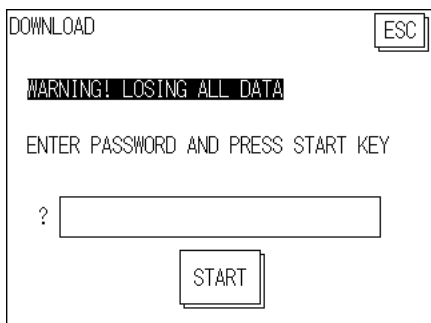 DOWNLOAD ESC
WARNING! LOSING ALL DATA
ENTER PASSWORD AND PRESS START KEY
?
START